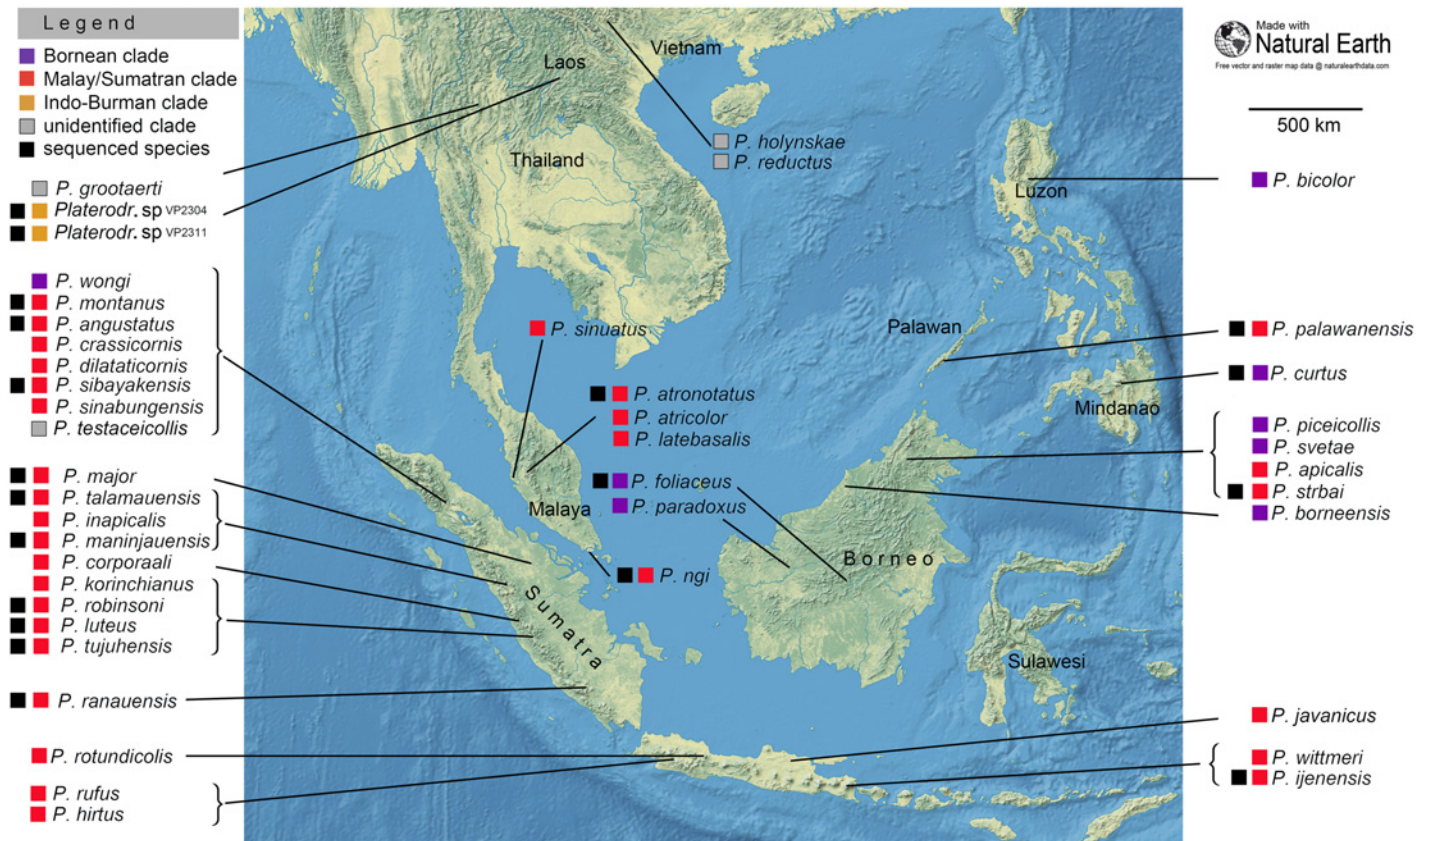 Legend
Bornean clade
Malay/Sumatran clade
Indo-Burman clade
unidentified clade
sequenced species
P. grootaerti
Platerodr. sp VP2304
Platerodr. sp VP2311
P. wongi
P. montanus
P. angustatus
P. crassicornis
P. dilataticornis
P. sibayakensis
P. sinabungensis
P. testaceicollis
P. major
P. talamauensis
P. inapicalis
P. maninjauensis
P. corporaali
P. korinchianus
P. robinsoni
P. luteus
P. tujuhensis
P. ranauensis
P. rotundicolis
P. rufus
P. hirtus
Vietnam
Laos
Thailand
P. holynskae
P. reductus
Luzon
Palawan
Mindanao
P. sinuatus
P. atronotatus
P. atricolor
P. latebasalis
P. foliaceus
P. paradoxus
Malaya
P. ngi
Borneo
Sumatra
Sulawesi
Made with
Natural Earth
Free vector and raster map data @ naturalearthdata.com
500 km
P. bicolor
P. palawanensis
P. curtus
P. piceicollis
P. svetae
P. apicalis
P. strbai
P. borneensis
P. javanicus
P. wittmeri
P. ijenensis